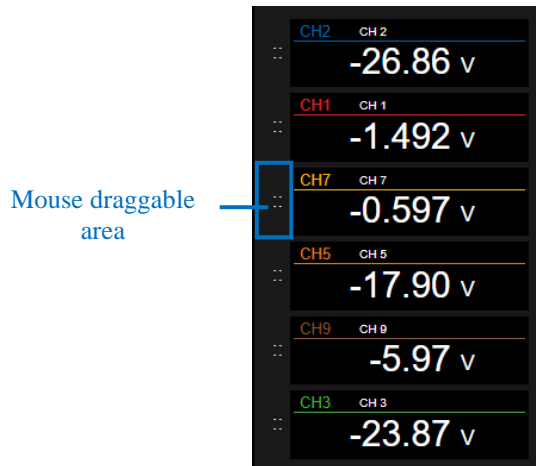 CH2 CH 2
-26.86 V
CH1 CH 1
-1.492 V
CH7 CH 7
-0.597 V
Mouse draggable
area
CH5 CH 5
-17.90 V
CH9 CH 9
-5.97 V
CH3 CH 3
-23.87 V